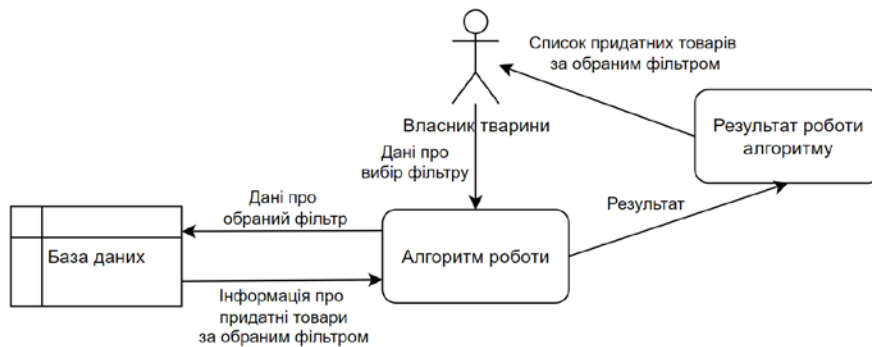 Список придатних товарів
за обраним фільтром
Власник тварини
Результат роботи
алгоритму
Дані про
вибір фільтру
Дані про
обраний фільтр
Результат
База даних
Алгоритм роботи
Інформація про
придатні товари
за обраним фільтром